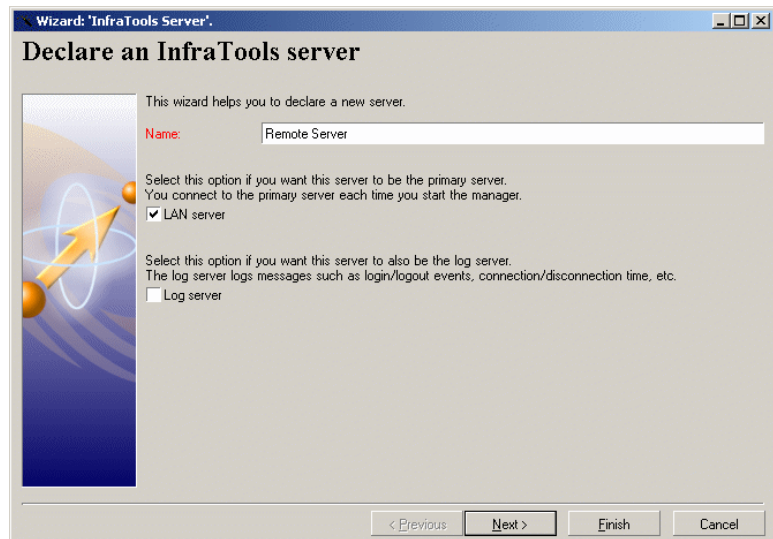 Wizard: 'InfraTools Server'.
Declare an InfraTools server
This wizard helps you to declare a new server.
Name: Remote Server
Select this option if you want this server to be the primary server.
You connect to the primary server each time you start the manager.
LAN server
Select this option if you want this server to also be the log server.
The log server logs messages such as login/logout events, connection/disconnection time, etc.
Log server
< Previous Next > Finish Cancel